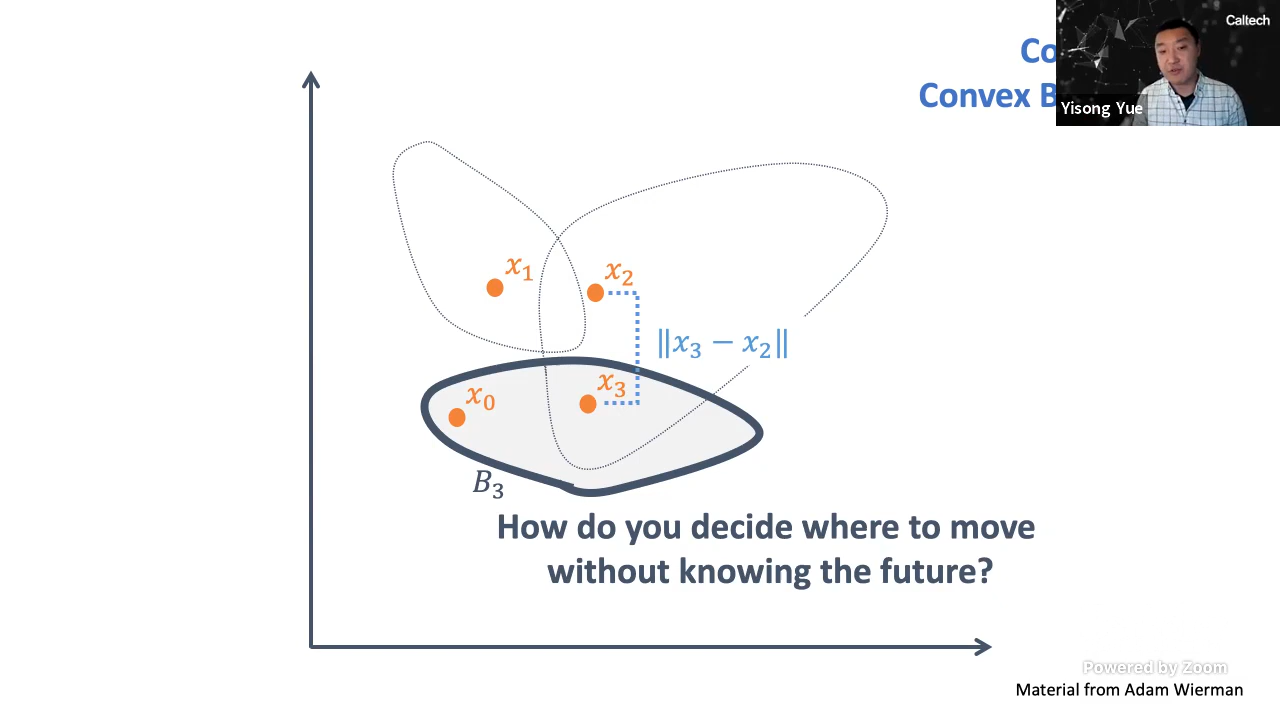 Caltech
Co
Convex B
Yisong Yue
x₁
x₂
‖x₃ − x₂‖
x₃
x₀
B₃
How do you decide where to move
without knowing the future?
Powered by Zoom
Material from Adam Wierman